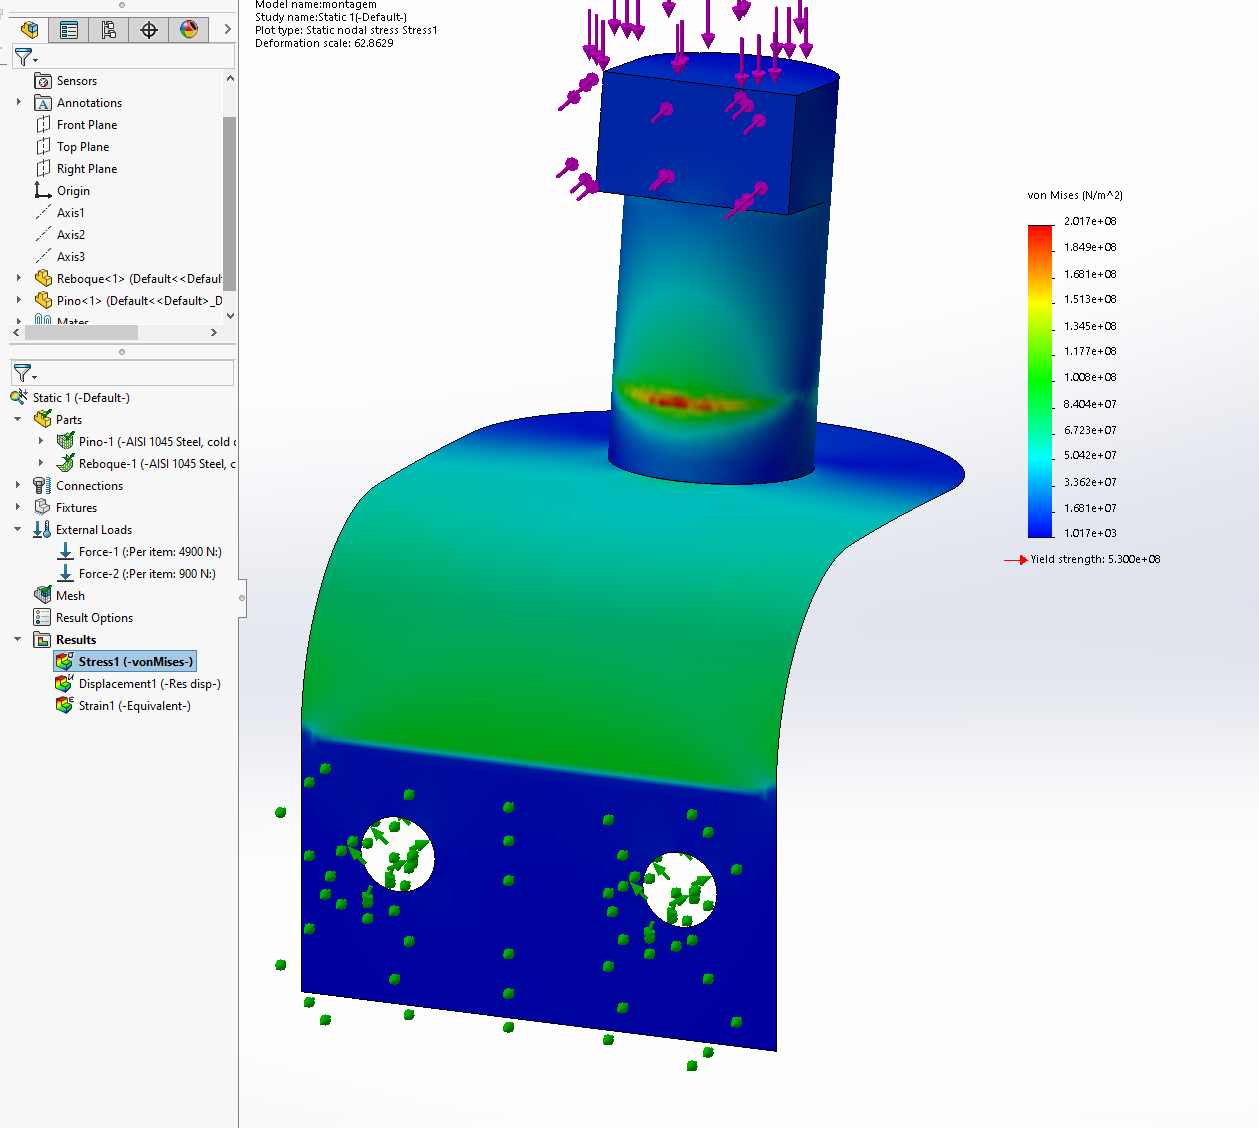 Model name:montagem
Study name:Static 1(-Default-)
Plot type: Static nodal stress Stress1
Deformation scale: 62.8629
Sensors
Annotations
Front Plane
Top Plane
Right Plane
Origin
Axis1
Axis2
Axis3
Reboque<1> (Default<<Defaul
Pino<1> (Default<<Default>_D
Mates
Static 1 (-Default-)
Parts
Pino-1 (-AISI 1045 Steel, cold
Reboque-1 (-AISI 1045 Steel, c
Connections
Fixtures
External Loads
Force-1 (:Per item: 4900 N:)
Force-2 (:Per item: 900 N:)
Mesh
Result Options
Results
Stress1 (-vonMises-)
Displacement1 (-Res disp-)
Strain1 (-Equivalent-)
von Mises (N/m^2)
2.017e+08
1.849e+08
1.681e+08
1.513e+08
1.345e+08
1.177e+08
1.008e+08
8.404e+07
6.723e+07
5.042e+07
3.362e+07
1.681e+07
1.017e+03
Yield strength: 5.300e+08